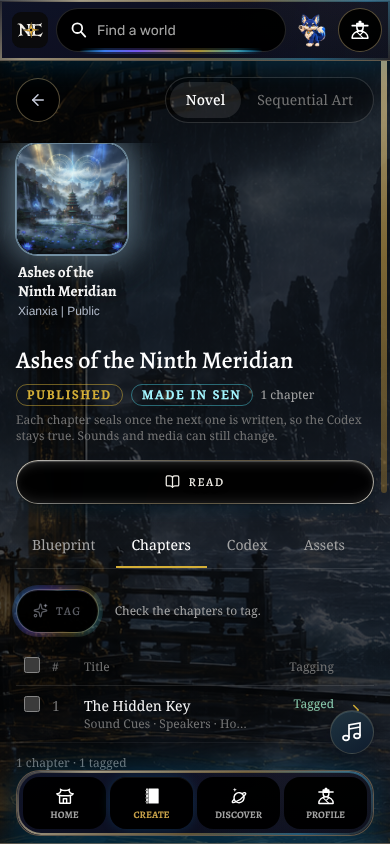 NE
Find a world
Novel
Sequential Art
Ashes of the
Ninth Meridian
Xianxia | Public
Ashes of the Ninth Meridian
PUBLISHED
MADE IN SEN
1 chapter
Each chapter seals once the next one is written, so the Codex
stays true. Sounds and media can still change.
READ
Blueprint
Chapters
Codex
Assets
TAG
Check the chapters to tag.
#
Title
Tagging
1
The Hidden Key
Tagged
Sound Cues · Speakers · Ho...
1 chapter · 1 tagged
HOME
CREATE
DISCOVER
PROFILE